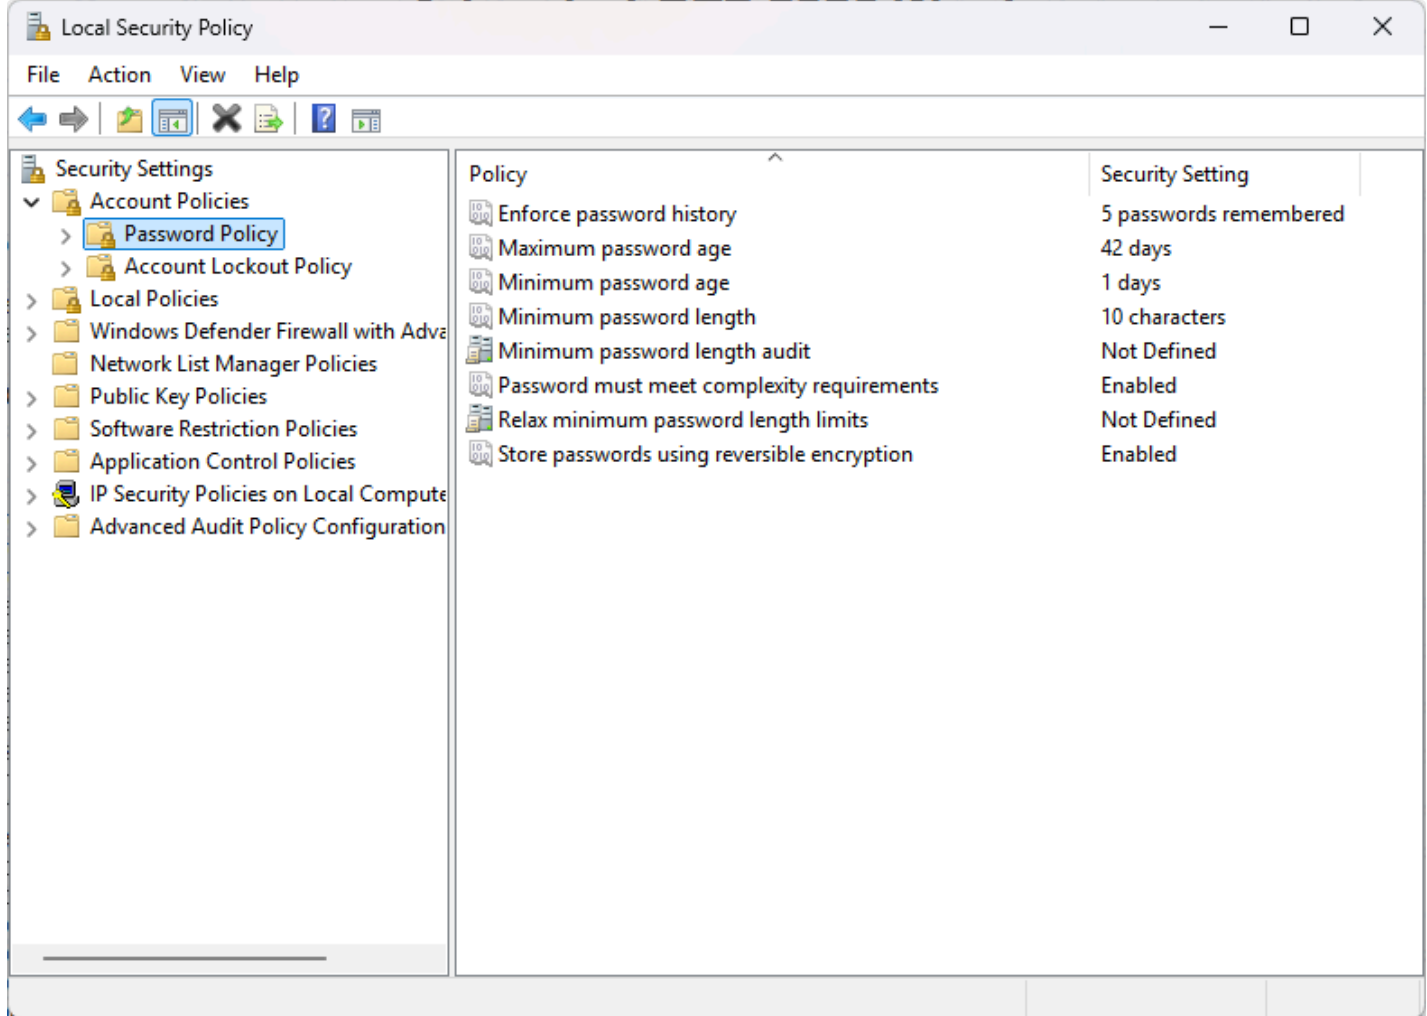 Local Security Policy
File Action View Help
Security Settings
Account Policies
Password Policy
Account Lockout Policy
Local Policies
Windows Defender Firewall with Adva
Network List Manager Policies
Public Key Policies
Software Restriction Policies
Application Control Policies
IP Security Policies on Local Compute
Advanced Audit Policy Configuration
Policy Security Setting
Enforce password history 5 passwords remembered
Maximum password age 42 days
Minimum password age 1 days
Minimum password length 10 characters
Minimum password length audit Not Defined
Password must meet complexity requirements Enabled
Relax minimum password length limits Not Defined
Store passwords using reversible encryption Enabled